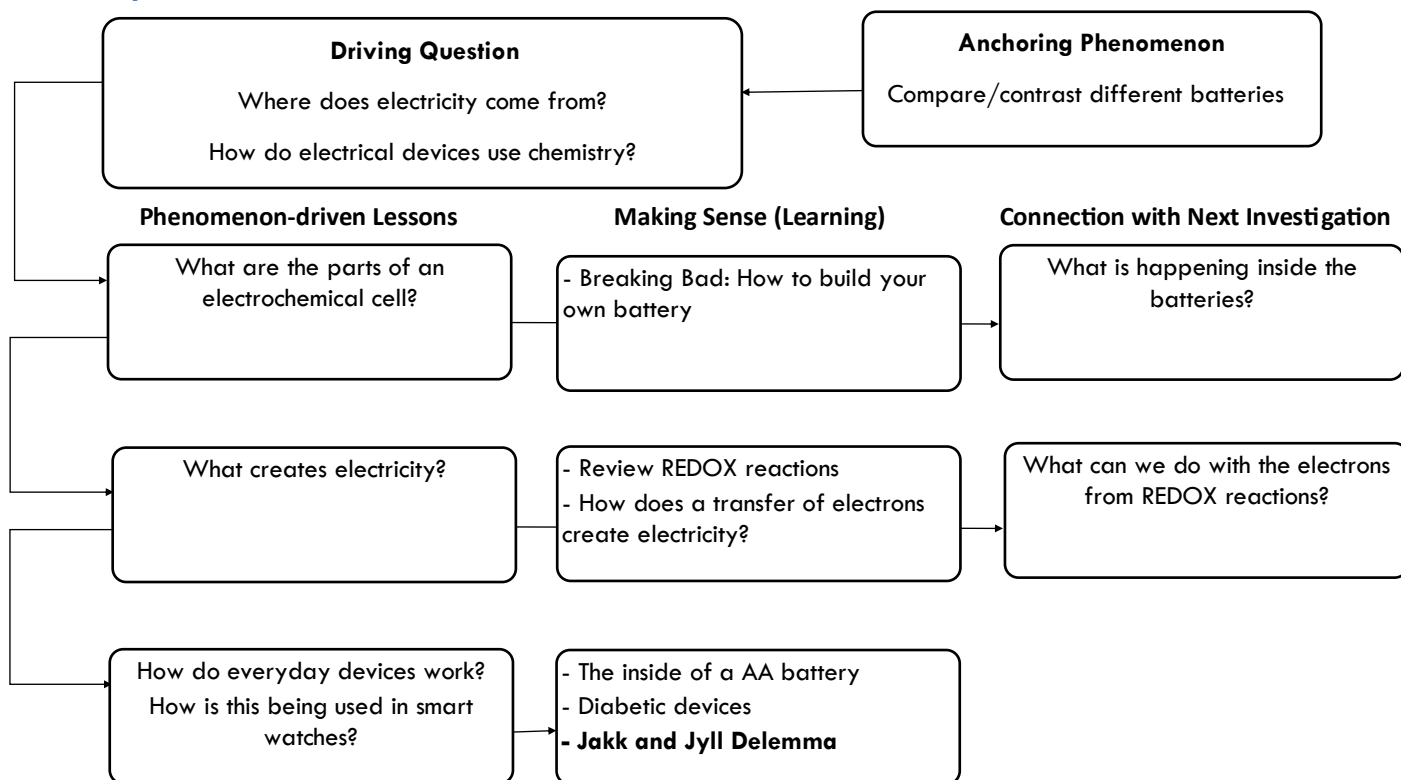 Driving Question
Where does electricity come from?
How do electrical devices use chemistry?
Anchoring Phenomenon
Compare/contrast different batteries
Phenomenon-driven Lessons
Making Sense (Learning)
Connection with Next Investigation
What are the parts of an
electrochemical cell?
- Breaking Bad: How to build your
own battery
What is happening inside the
batteries?
What creates electricity?
- Review REDOX reactions
- How does a transfer of electrons
create electricity?
What can we do with the electrons
from REDOX reactions?
How do everyday devices work?
How is this being used in smart
watches?
- The inside of a AA battery
- Diabetic devices
- Jakk and Jyll Delemma